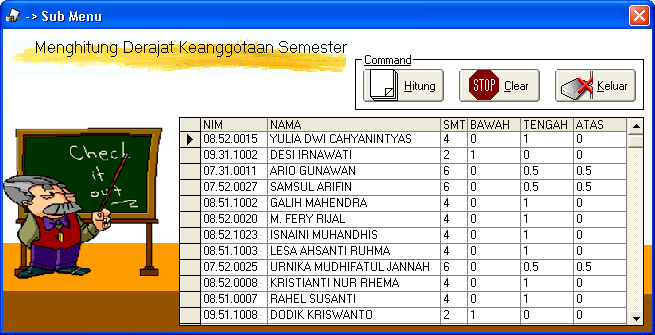 -> Sub Menu
Menghitung Derajat Keanggotaan Semester
Command
Hitung
STOP Clear
Keluar
Check
it
out
NIM NAMA SMT BAWAH TENGAH ATAS
08.52.0015 YULIA DWI CAHYANINTYAS 4 0 1 0
09.31.1002 DESI IRNAWATI 2 1 0 0
07.31.0011 ARIO GUNAWAN 6 0 0.5 0.5
07.52.0027 SAMSUL ARIFIN 6 0 0.5 0.5
08.51.1002 GALIH MAHENDRA 4 0 1 0
08.52.0020 M. FERY RIJAL 4 0 1 0
08.52.1023 ISNAINI MUHANDHIS 4 0 1 0
08.51.1003 LESA AHSANTI RUHMA 4 0 1 0
07.52.0025 URNIKA MUDHIFATUL JANNAH 6 0 0.5 0.5
08.52.0008 KRISTIANTI NUR RHEMA 4 0 1 0
08.51.0007 RAHEL SUSANTI 4 0 1 0
09.51.1008 DODIK KRISWANTO 2 1 0 0